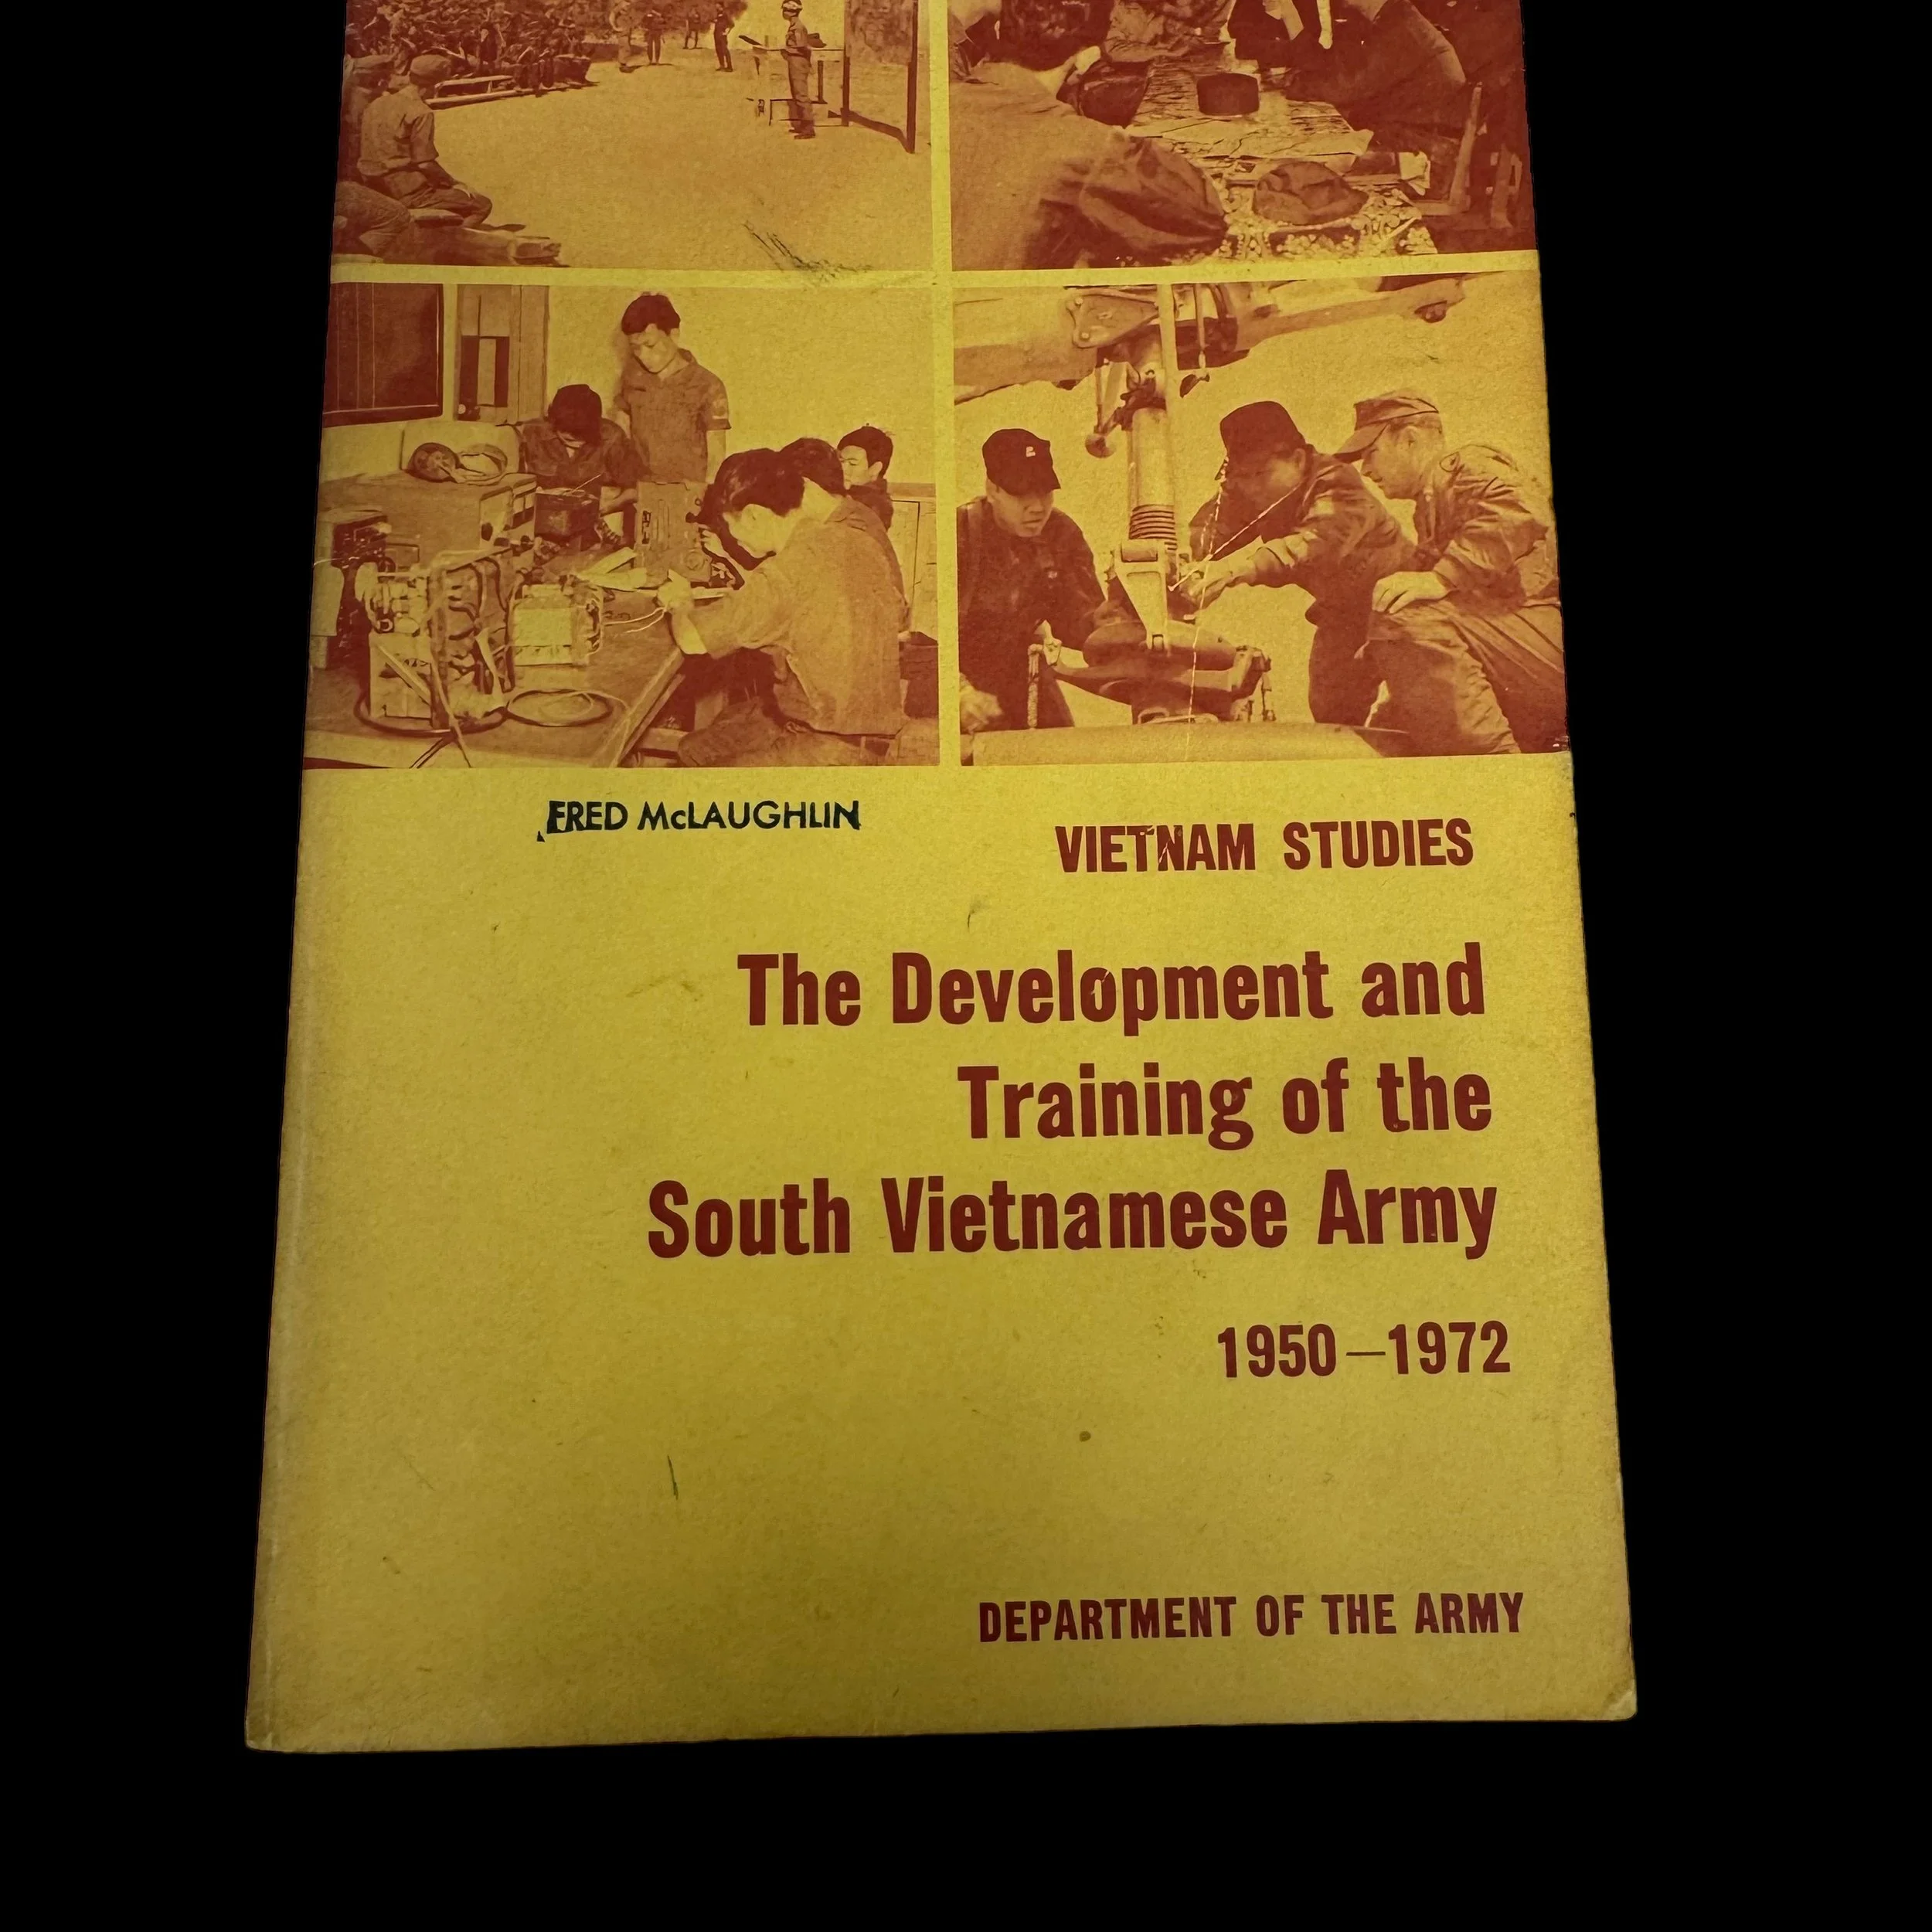 FRED McLAUGHLIN
VIETNAM STUDIES
The Development and
Training of the
South Vietnamese Army
1950–1972
DEPARTMENT OF THE ARMY